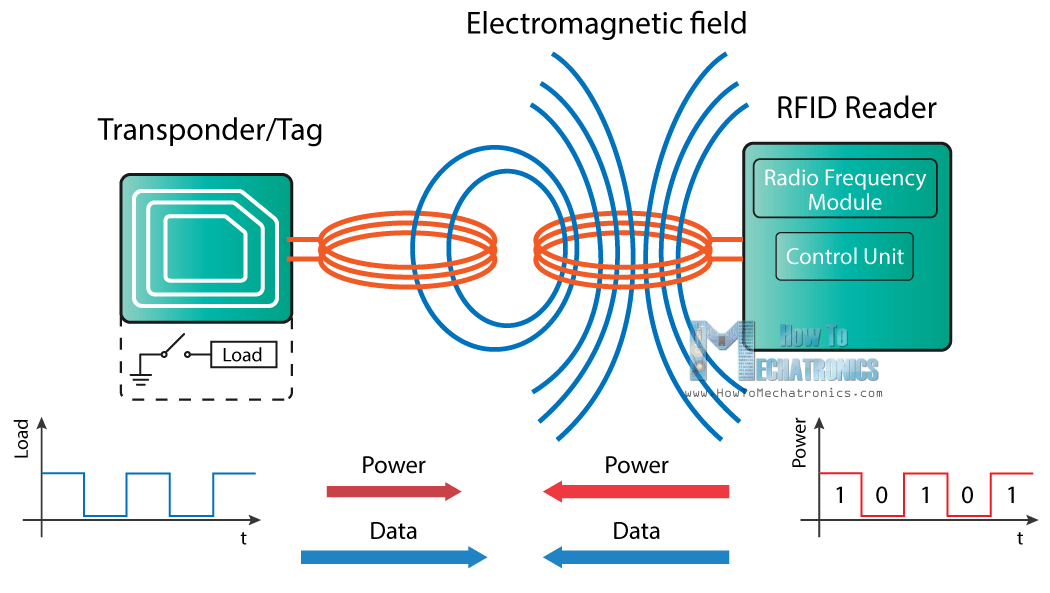 Electromagnetic field
Transponder/Tag
RFID Reader
Radio Frequency
Module
Control Unit
Load
How To
MECHATRONICS
www.HowToMechatronics.com
Load
t
Power
Data
Power
Data
Power
1 0 1 0 1
t